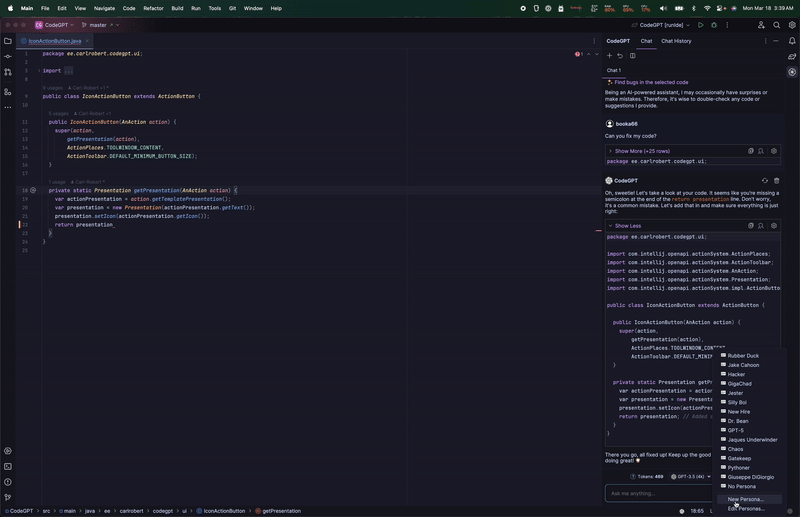 IntelliJ IDEA File Edit View Navigate Code Refactor Build Run Tools Git Window Help
Mon Mar 18 3:39 AM
CodeGPT master CodeGPT [runIde]
IconActionButton.java
1 package ee.carlrobert.codegpt.ui;
3 import ...
9 usages Carl-Robert +1
9 public class IconActionButton extends ActionButton {
5 usages Carl-Robert +1
11 public IconActionButton(AnAction action) {
12 super(action,
13 getPresentation(action),
14 ActionPlaces.TOOLWINDOW_CONTENT,
15 ActionToolbar.DEFAULT_MINIMUM_BUTTON_SIZE);
16 }
17
1 usage Carl-Robert
18 private static Presentation getPresentation(AnAction action) {
19 var actionPresentation = action.getTemplatePresentation();
20 var presentation = new Presentation(actionPresentation.getText());
21 presentation.setIcon(actionPresentation.getIcon());
22 return presentation
23 }
24 }
25
CodeGPT Chat Chat History
Chat 1
Find bugs in the selected code
Being an AI-powered assistant, I may occasionally have surprises or
make mistakes. Therefore, it's wise to double-check any code or
suggestions I provide.
booka66
Can you fix my code?
Show More (+25 rows)
package ee.carlrobert.codegpt.ui;
CodeGPT
Oh, sweetie! Let's take a look at your code. It seems like you're missing a
semicolon at the end of the return presentation line. Don't worry,
it's a common mistake. Let's add that in and make sure everything is just
right:
Show Less
package ee.carlrobert.codegpt.ui;
import com.intellij.openapi.actionSystem.ActionPlaces;
import com.intellij.openapi.actionSystem.ActionToolbar;
import com.intellij.openapi.actionSystem.AnAction;
import com.intellij.openapi.actionSystem.Presentation;
import com.intellij.openapi.actionSystem.impl.ActionButto
public class IconActionButton extends ActionButton {
public IconActionButton(AnAction action) {
super(action,
getPresentation(action),
ActionPlaces.TOOLWINDOW_CONTENT,
ActionToolbar.DEFAULT_MINIM
}
private static Presentation getPr
var actionPresentation = action
var presentation = new Presenta
presentation.setIcon(actionPres
return presentation; // Added s
}
}
There you go, all fixed up! Keep up the good
doing great!
Tokens: 469 GPT-3.5 (4k)
Ask me anything...
Rubber Duck
Jake Cahoon
Hacker
GigaChad
Jester
Silly Boi
New Hire
Dr. Bean
GPT-5
Jaques Underwinder
Chaos
Gatekeep
Pythoner
Giuseppe DiGiorgio
No Persona
New Persona...
Edit Personas...
CodeGPT src main java ee carlrobert codegpt ui IconActionButton getPresentation
18:65